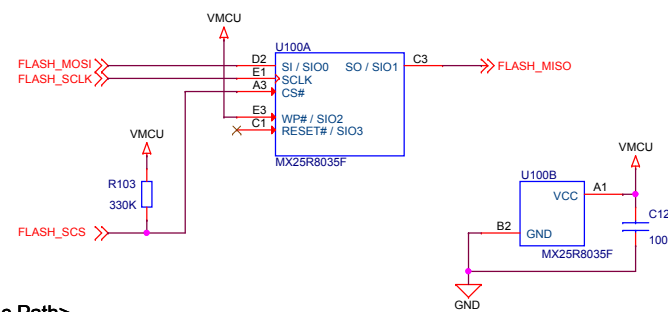 VMCU
U100A
FLASH_MOSI
D2
SI / SIO0
SO / SIO1
C3
FLASH_MISO
FLASH_SCLK
E1
SCLK
A3
CS#
E3
WP# / SIO2
C1
RESET# / SIO3
MX25R8035F
VMCU
R103
330K
FLASH_SCS
VMCU
U100B
VCC
A1
B2
GND
MX25R8035F
C12
100
GND